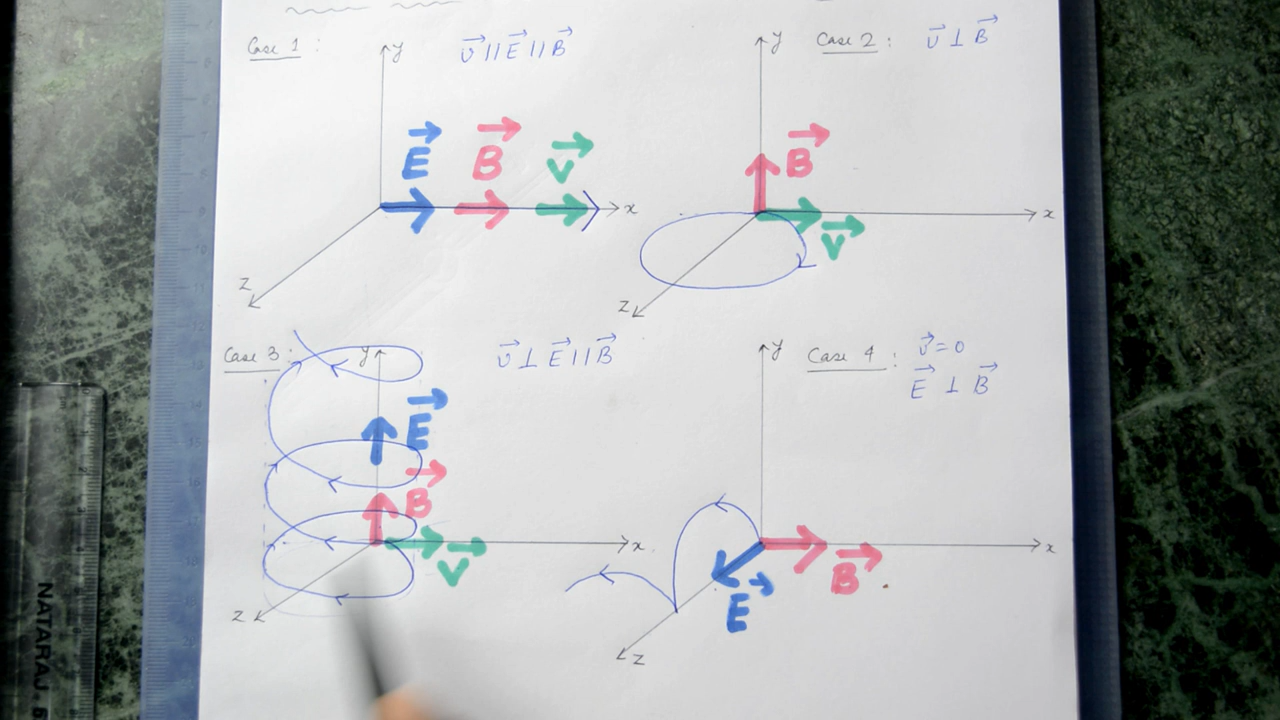 Case 1 :
y
v⃗ || E⃗ || B⃗
E⃗
B⃗
v⃗
x
z
Case 2 :
v⃗ ⊥ B⃗
y
B⃗
v⃗
x
z
Case 3 :
y
v⃗ ⊥ E⃗ || B⃗
E⃗
B⃗
v⃗
x
z
Case 4 :
v⃗ = 0
E⃗ ⊥ B⃗
y
B⃗
E⃗
x
z
NATARAJ